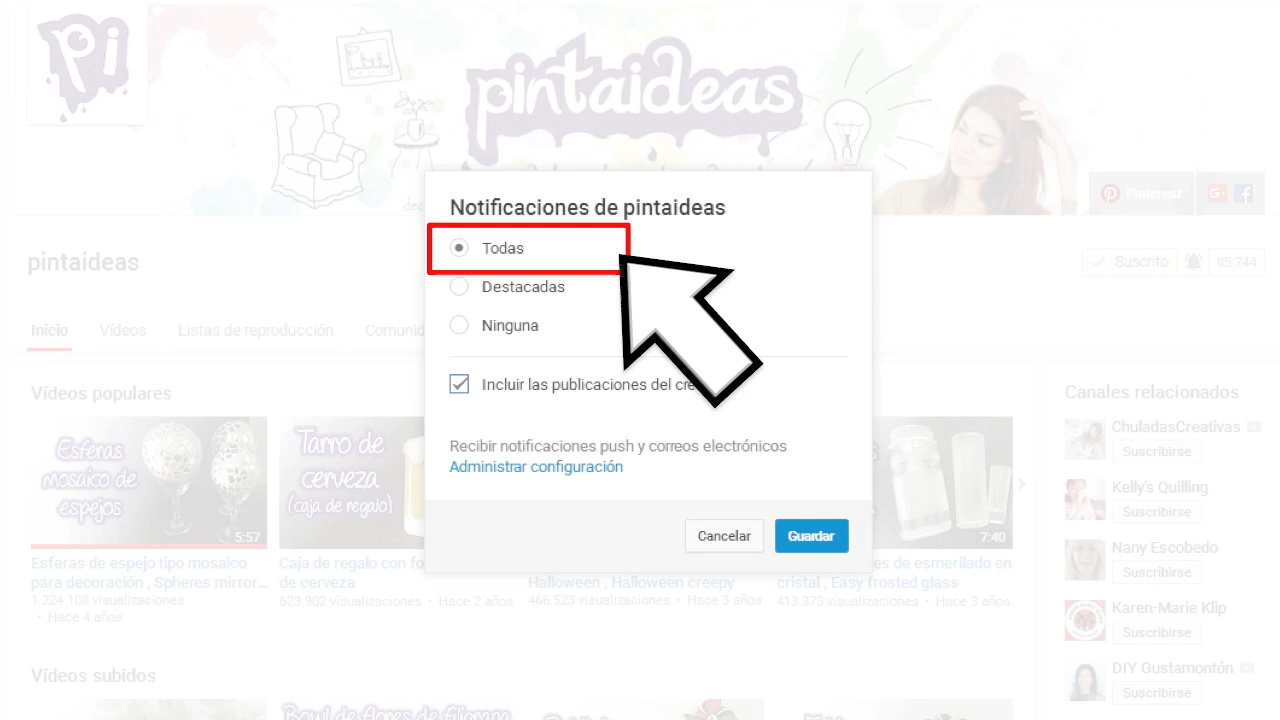 pi
pintaideas
Pinterest
Notificaciones de pintaideas
Todas
Destacadas
Ninguna
Incluir las publicaciones del
Recibir notificaciones push y correos electrónicos
Administrar configuración
Cancelar
Guardar
pintaideas
Suscrito
85.744
Inicio
Vídeos
Listas de reproducción
Vídeos populares
Esferas
mosaico de
espejos
5:57
Tarro de
cerveza
(caja de regalo)
7:40
Esferas de espejo tipo mosaico
para decoración , Spheres mirror...
1.224.108 visualizaciones
• Hace 4 años
Caja de regalo con
de cerveza
623.902 visualizaciones • Hace 2 años
Halloween , Halloween creepy
466.523 visualizaciones • Hace 3 años
de esmerilado en
cristal , Easy frosted glass
413.373 visualizaciones • Hace 3 años
Canales relacionados
ChuladasCreativas
Suscribirse
Kelly's Quilling
Suscribirse
Nany Escobedo
Suscribirse
Karen-Marie Klip
Suscribirse
DIY Gustamontón
Suscribirse
Vídeos subidos